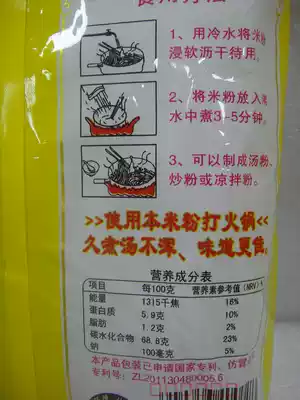 食用方法
1、用冷水将米粉
浸软沥干待用。
2、将米粉放入沸
水中煮3-5分钟。
3、可以制成汤粉、
炒粉或凉拌粉。
>>使用本米粉打火锅<<
久煮汤不浑、味道更佳
营养成分表
项目 每100克 营养素参考值(NRV)
能量 1315千焦 16%
蛋白质 5.9克 10%
脂肪 1.2克 2%
碳水化合物 68.8克 23%
钠 100毫克 5%
本产品包装已申请国家专利、仿冒
专利号: